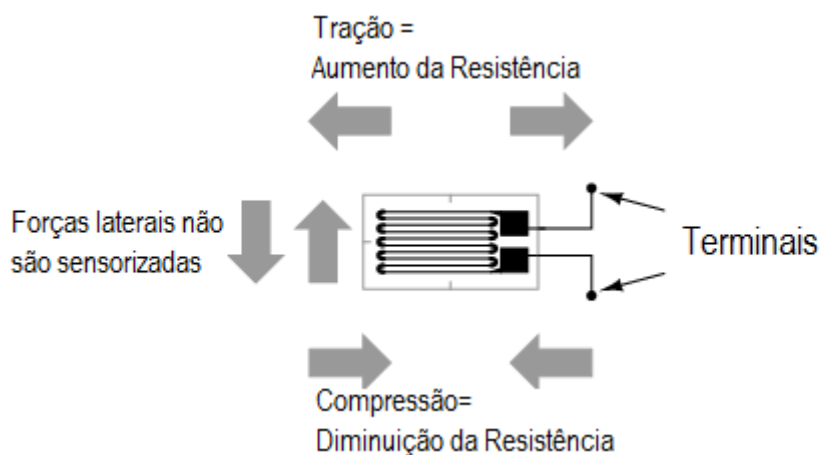 Tração =
Aumento da Resistência
Forças laterais não
são sensorizadas
Terminais
Compressão=
Diminuição da Resistência